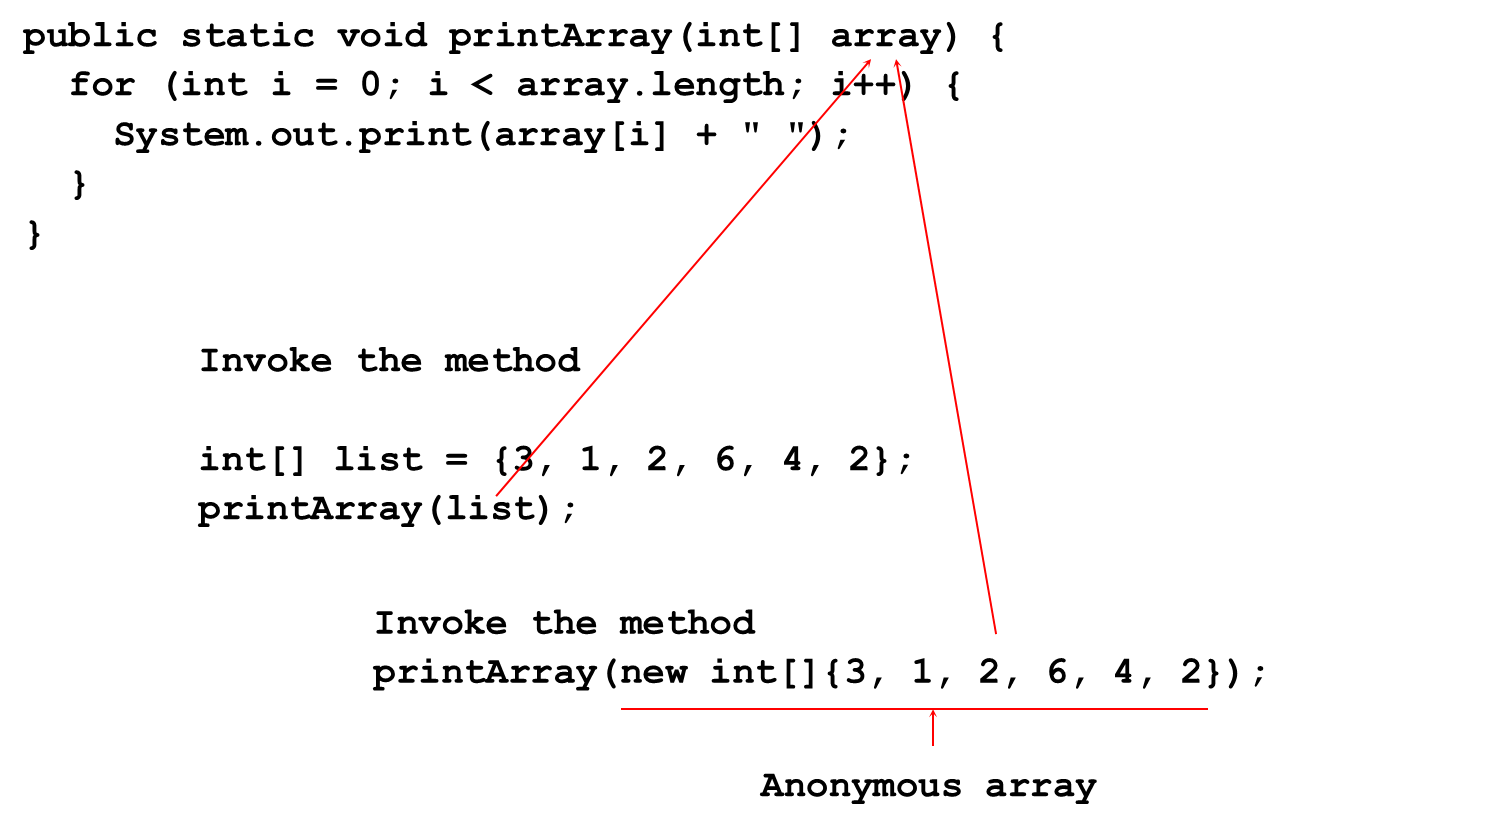 public static void printArray(int[] array) {
  for (int i = 0; i < array.length; i++) {
    System.out.print(array[i] + " ");
  }
}
Invoke the method
int[] list = {3, 1, 2, 6, 4, 2};
printArray(list);
Invoke the method
printArray(new int[]{3, 1, 2, 6, 4, 2});
Anonymous array